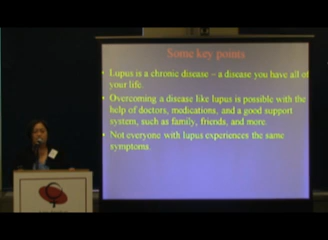 Some key points
• Lupus is a chronic disease – a disease you have all of
your life.
• Overcoming a disease like lupus is possible with the
help of doctors, medications, and a good support
system, such as family, friends, and more.
• Not everyone with lupus experiences the same
symptoms.